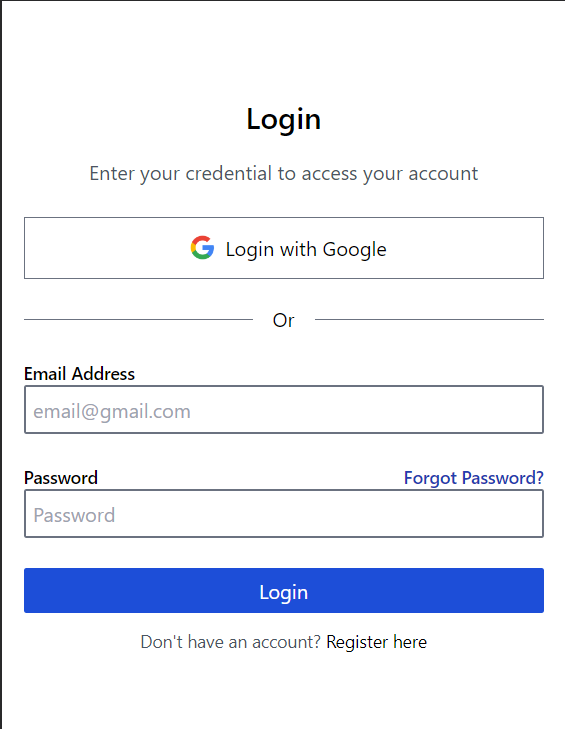 Login
Enter your credential to access your account
Login with Google
Or
Email Address
email@gmail.com
Password Forgot Password?
Password
Login
Don't have an account? Register here